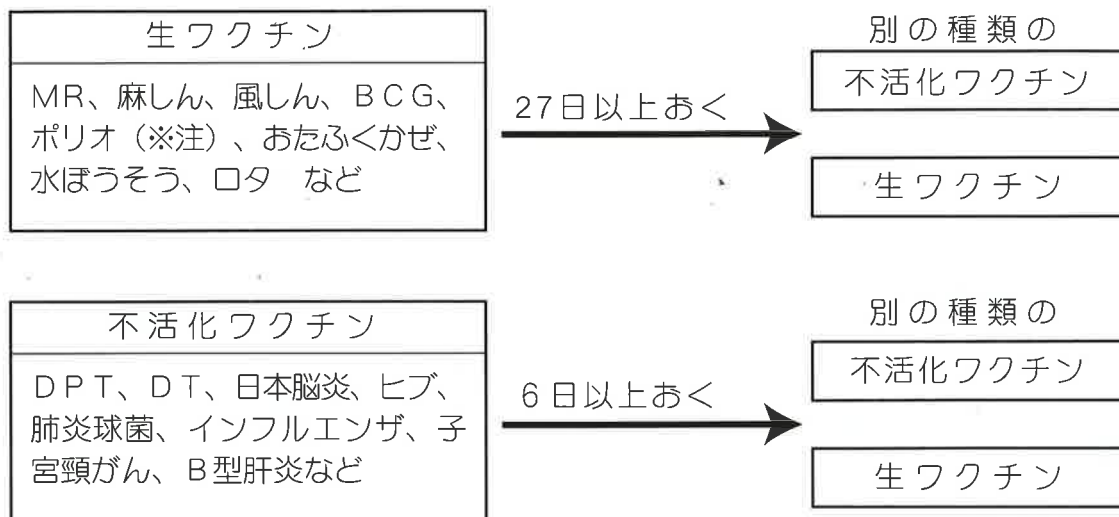 生ワクチン
MR、麻しん、風しん、BCG、
ポリオ（※注）、おたふくかぜ、
水ぼうそう、ロタ　など
27日以上おく
別の種類の
不活化ワクチン
生ワクチン
不活化ワクチン
DPT、DT、日本脳炎、ヒブ、
肺炎球菌、インフルエンザ、子
宮頸がん、B型肝炎など
6日以上おく
別の種類の
不活化ワクチン
生ワクチン